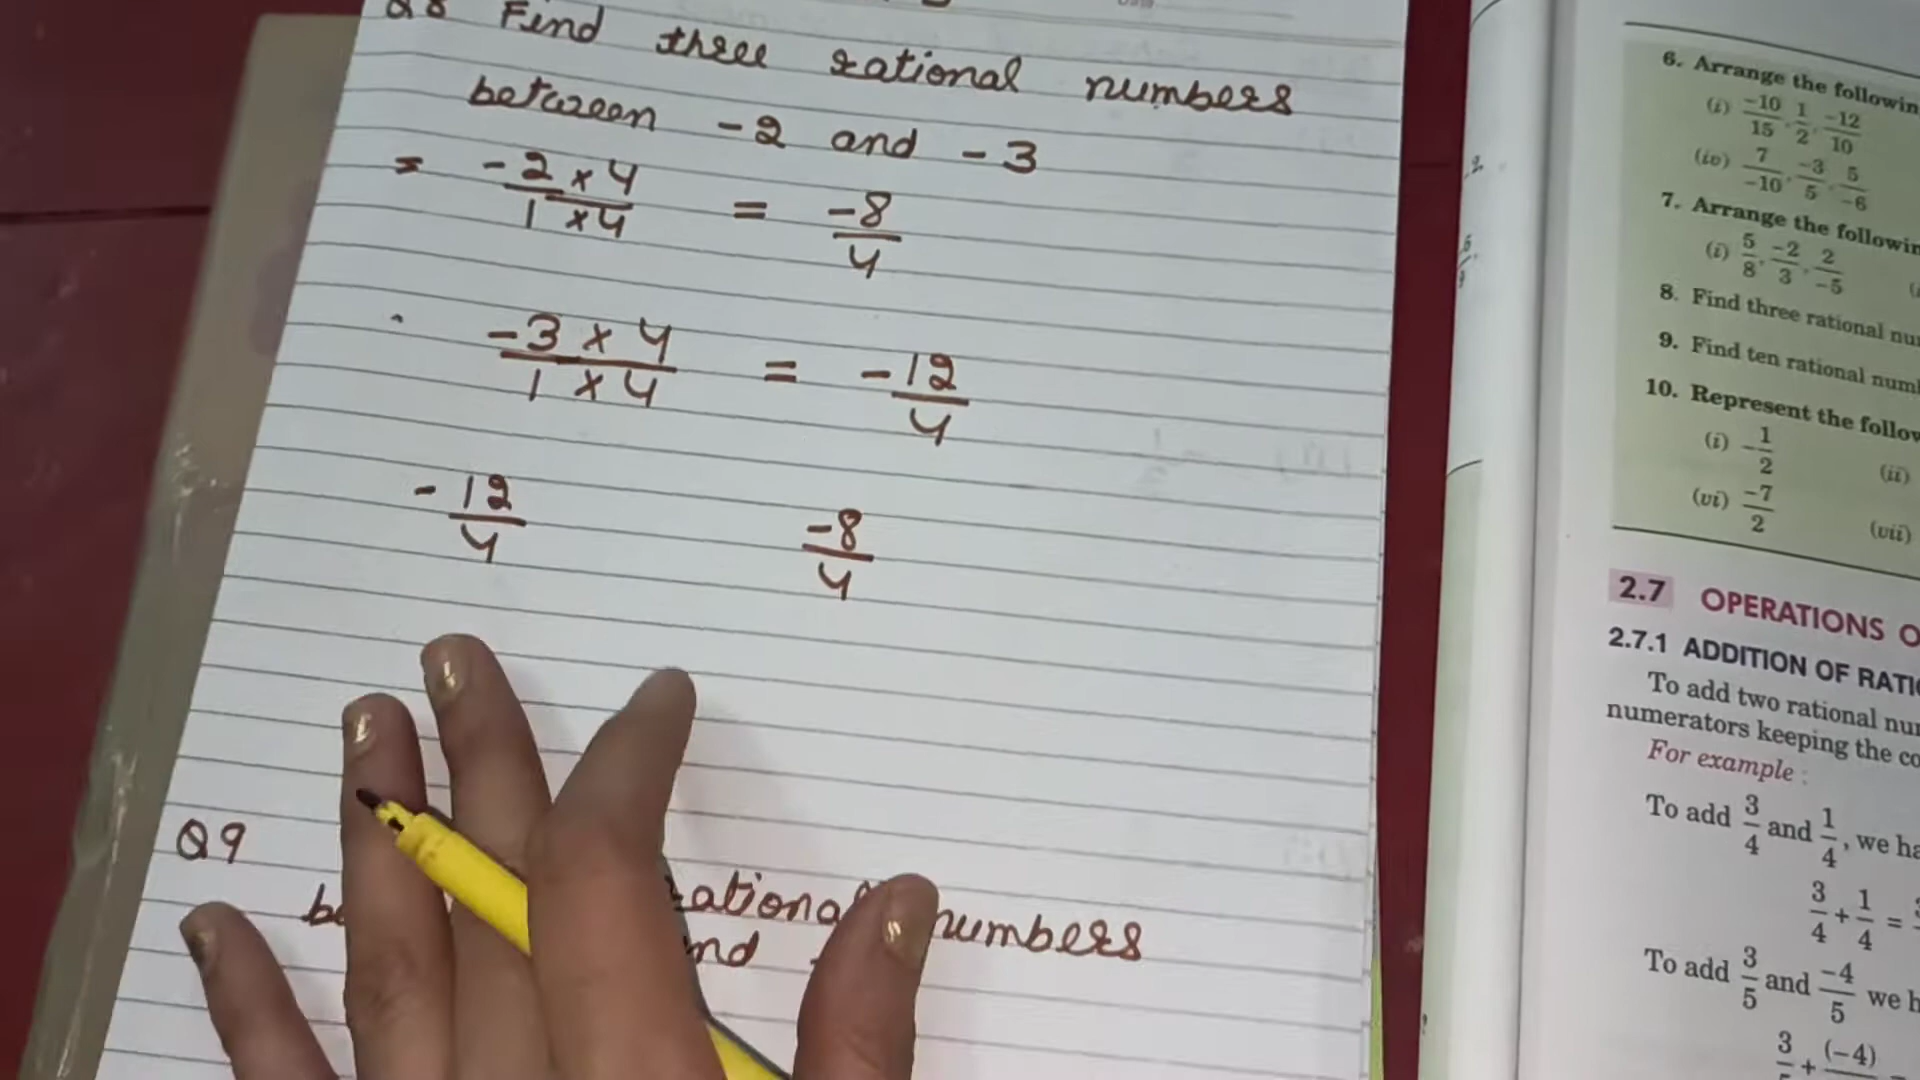 Q8 Find three rational numbers
between -2 and -3
= -2 × 4 / 1 × 4 = -8/4
-3 × 4 / 1 × 4 = -12/4
-12/4 -8/4
Q9
rational numbers
and
6. Arrange the followin
(i) -10/15, 1/2, -12/10
(iv) 7/-10, -3/5, 5/-6
7. Arrange the followin
(i) 5/8, -2/3, 2/-5
8. Find three rational nu
9. Find ten rational num
10. Represent the follow
(i) -1/2 (ii)
(vi) -7/2 (vii)
2.7 OPERATIONS O
2.7.1 ADDITION OF RATI
To add two rational nu
numerators keeping the co
For example :
To add 3/4 and 1/4, we ha
3/4 + 1/4 =
To add 3/5 and -4/5 we h
3/5 + (-4)